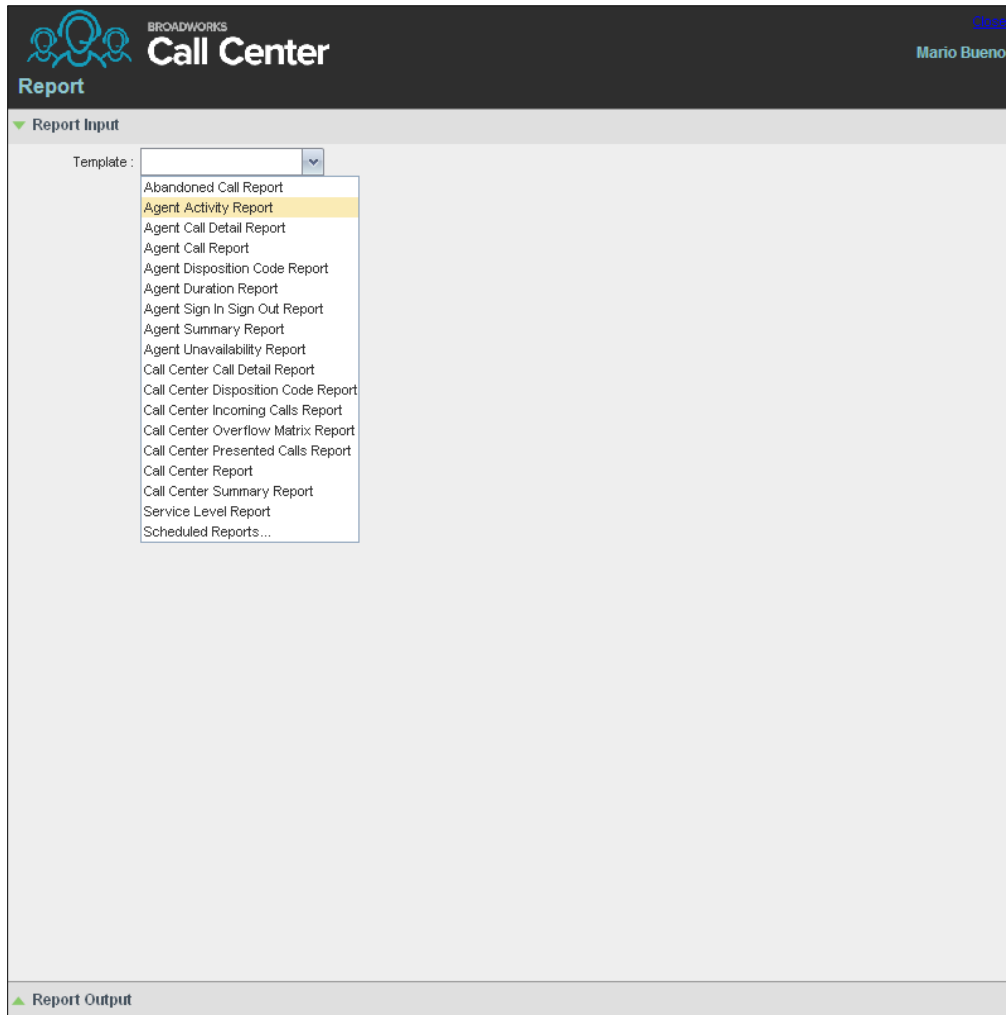 BROADWORKS
Call Center
Close
Mario Bueno
Report
Report Input
Template :
Abandoned Call Report
Agent Activity Report
Agent Call Detail Report
Agent Call Report
Agent Disposition Code Report
Agent Duration Report
Agent Sign In Sign Out Report
Agent Summary Report
Agent Unavailability Report
Call Center Call Detail Report
Call Center Disposition Code Report
Call Center Incoming Calls Report
Call Center Overflow Matrix Report
Call Center Presented Calls Report
Call Center Report
Call Center Summary Report
Service Level Report
Scheduled Reports...
Report Output